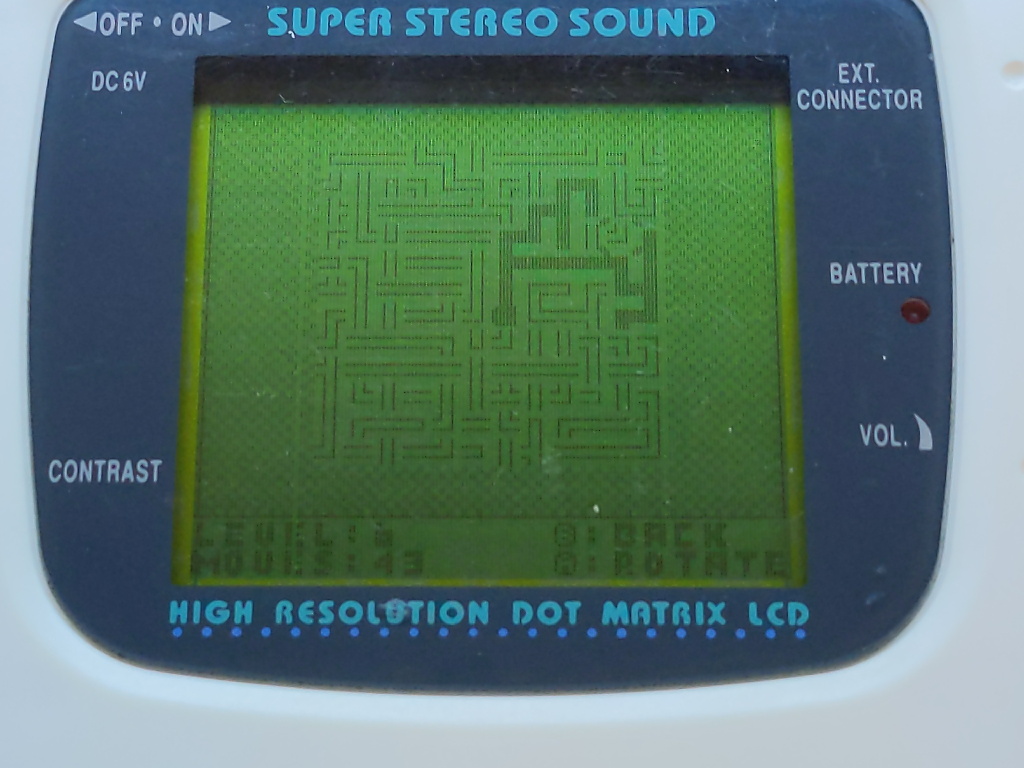 ◀OFF • ON▶
SUPER STEREO SOUND
DC 6V
EXT.
CONNECTOR
BATTERY
VOL.
CONTRAST
LEVEL:
B:BACK
MOVES:43
A:ROTATE
HIGH RESOLUTION DOT MATRIX LCD